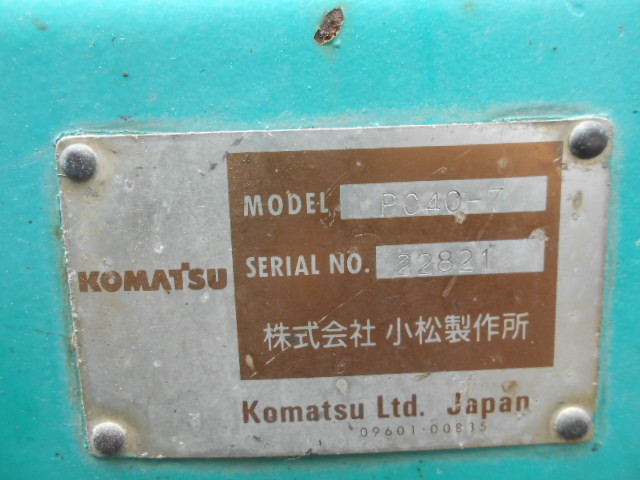 MODEL PC40-7
SERIAL NO. 22821
KOMATSU
株式会社 小松製作所
Komatsu Ltd. Japan
09601-00815